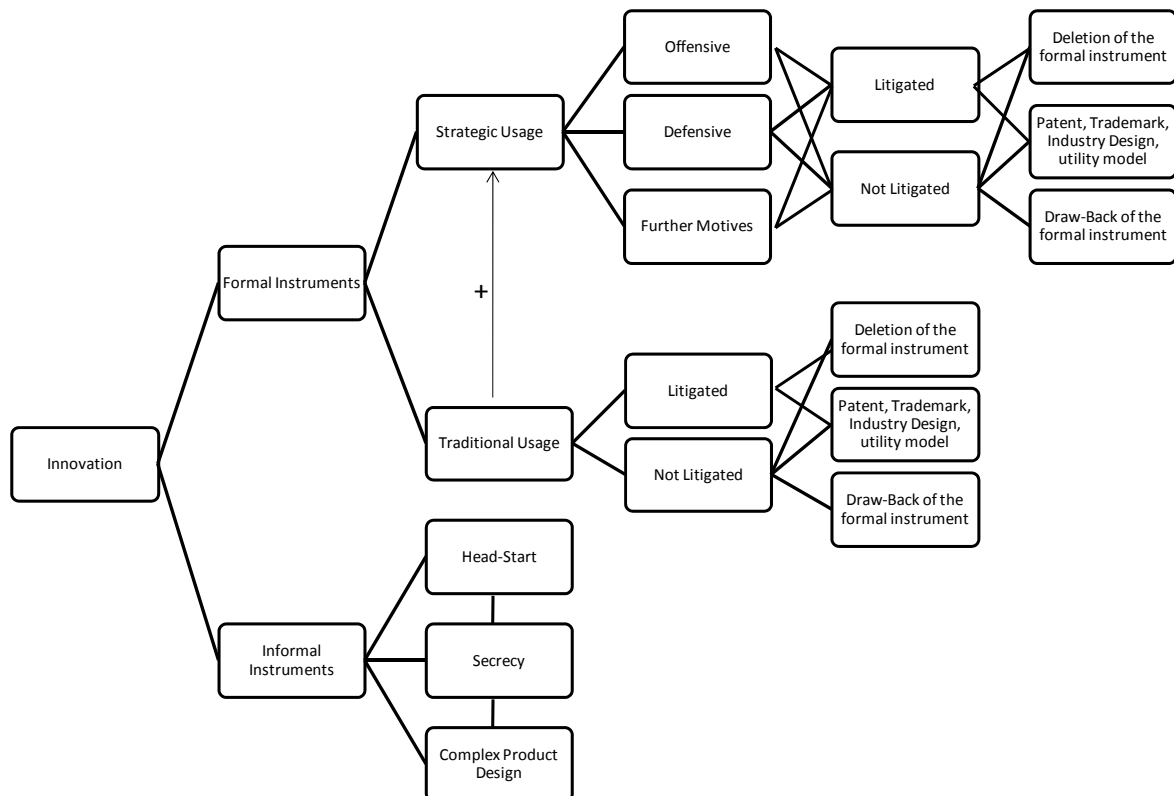 Offensive
Deletion of the
formal instrument
Litigated
Strategic Usage
Defensive
Patent, Trademark,
Industry Design,
utility model
Not Litigated
Further Motives
Draw-Back of the
formal instrument
Formal Instruments
+
Deletion of the
formal instrument
Litigated
Patent, Trademark,
Industry Design,
utility model
Traditional Usage
Innovation
Not Litigated
Draw-Back of the
formal instrument
Head-Start
Informal
Instruments
Secrecy
Complex Product
Design